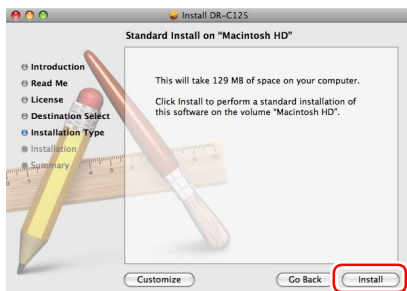 Install DR-C125
Standard Install on "Macintosh HD"
Introduction
Read Me
License
Destination Select
Installation Type
Installation
Summary
This will take 129 MB of space on your computer.
Click Install to perform a standard installation of
this software on the volume "Macintosh HD".
Customize
Go Back
Install